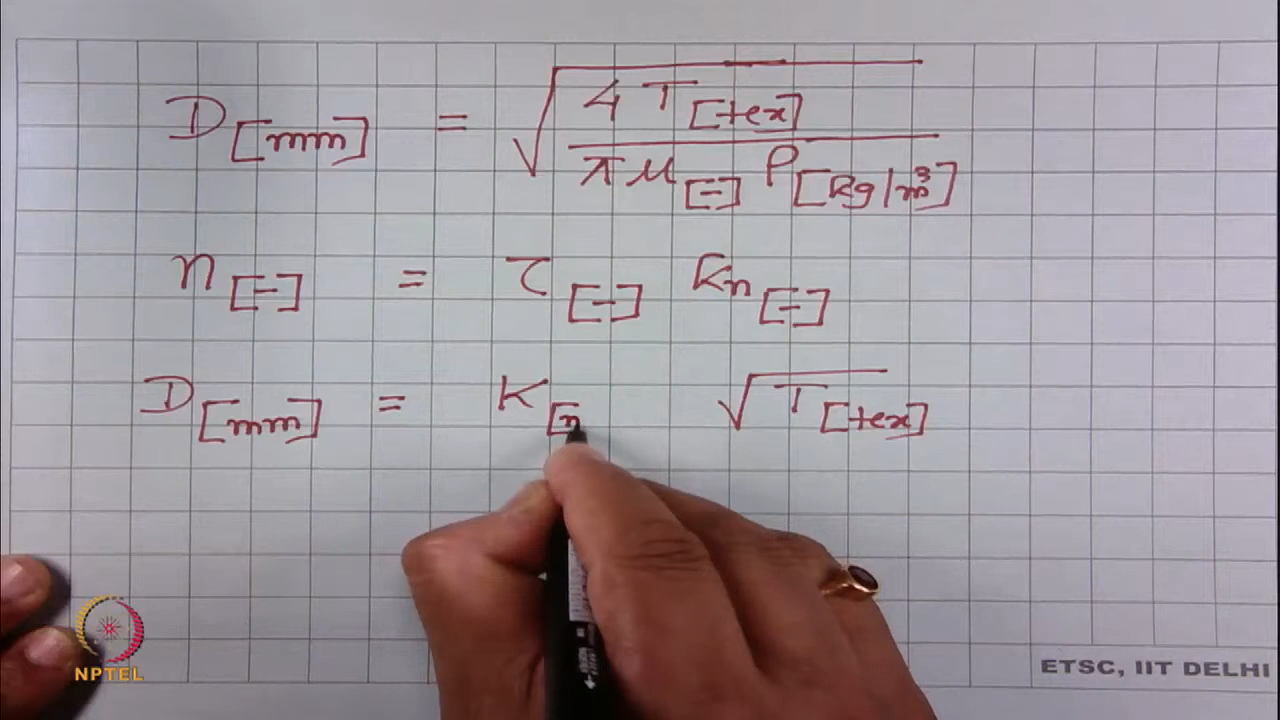 D[mm] = √(4 T[tex] / π μ[-] ρ[kg/m³])
n[-] = τ[-] kn[-]
D[mm] = K[m √T[tex]
NPTEL
ETSC, IIT DELHI